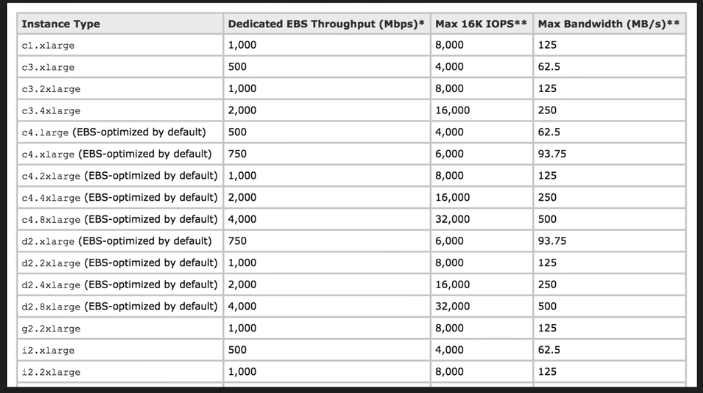 Instance Type Dedicated EBS Throughput (Mbps)* Max 16K IOPS** Max Bandwidth (MB/s)**
c1.xlarge 1,000 8,000 125
c3.xlarge 500 4,000 62.5
c3.2xlarge 1,000 8,000 125
c3.4xlarge 2,000 16,000 250
c4.large (EBS-optimized by default) 500 4,000 62.5
c4.xlarge (EBS-optimized by default) 750 6,000 93.75
c4.2xlarge (EBS-optimized by default) 1,000 8,000 125
c4.4xlarge (EBS-optimized by default) 2,000 16,000 250
c4.8xlarge (EBS-optimized by default) 4,000 32,000 500
d2.xlarge (EBS-optimized by default) 750 6,000 93.75
d2.2xlarge (EBS-optimized by default) 1,000 8,000 125
d2.4xlarge (EBS-optimized by default) 2,000 16,000 250
d2.8xlarge (EBS-optimized by default) 4,000 32,000 500
g2.2xlarge 1,000 8,000 125
i2.xlarge 500 4,000 62.5
i2.2xlarge 1,000 8,000 125